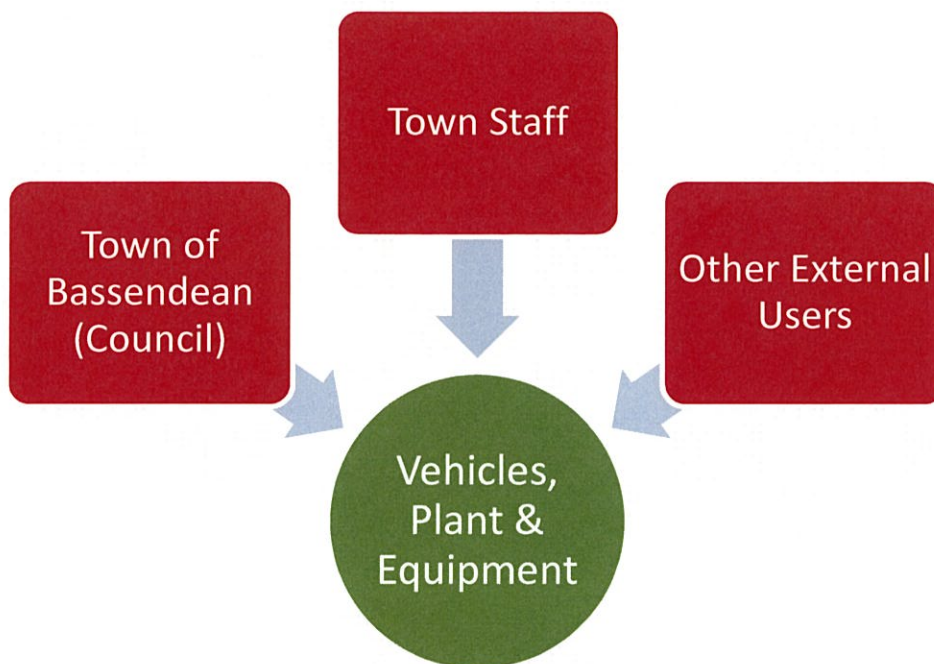 Town Staff
Town of
Bassendean
(Council)
Other External
Users
Vehicles,
Plant &
Equipment